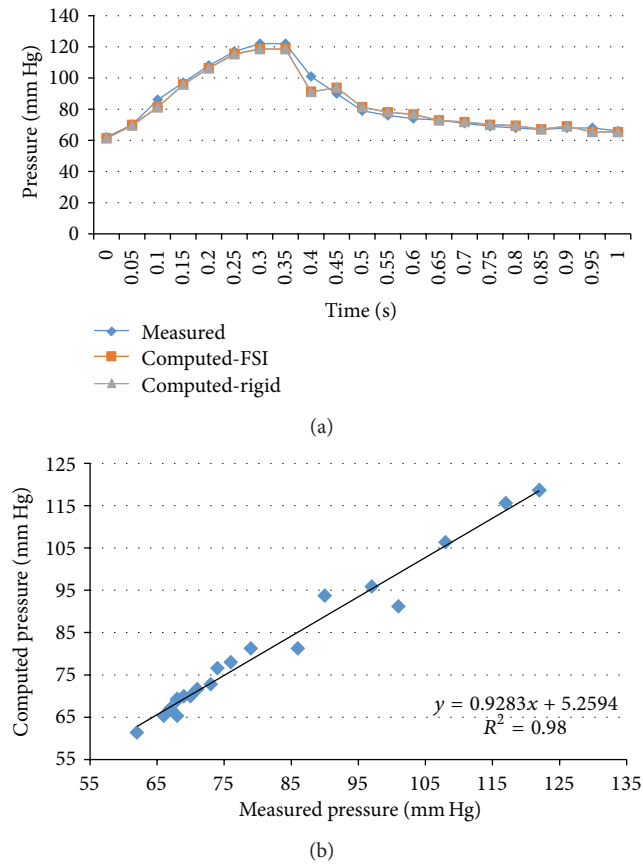 140
120
100
80
60
40
20
0
Pressure (mm Hg)
0 0.05 0.1 0.15 0.2 0.25 0.3 0.35 0.4 0.45 0.5 0.55 0.6 0.65 0.7 0.75 0.8 0.85 0.9 0.95 1
Time (s)
Measured
Computed-FSI
Computed-rigid
(a)
125
115
105
95
85
75
65
55
Computed pressure (mm Hg)
y = 0.9283x + 5.2594
R² = 0.98
55 65 75 85 95 105 115 125 135
Measured pressure (mm Hg)
(b)